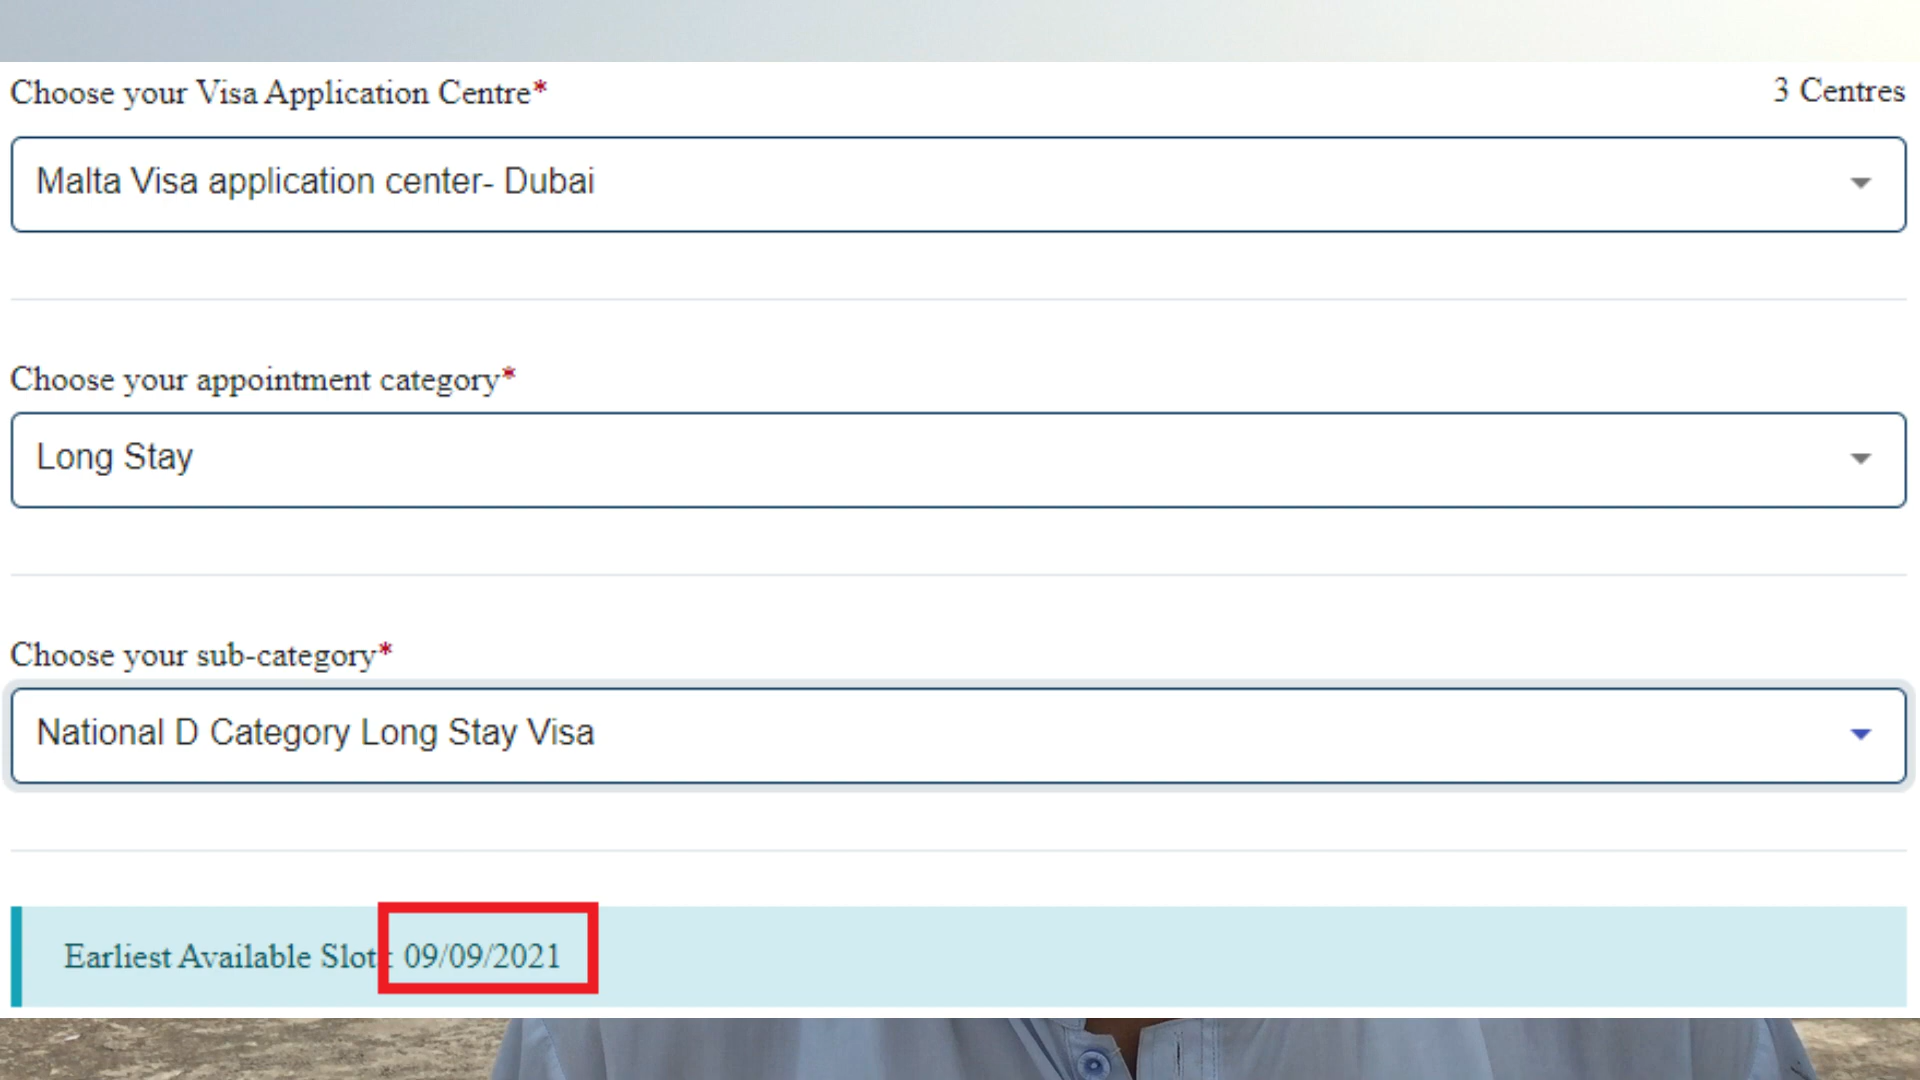 Choose your Visa Application Centre*
3 Centres
Malta Visa application center- Dubai
Choose your appointment category*
Long Stay
Choose your sub-category*
National D Category Long Stay Visa
Earliest Available Slot : 09/09/2021